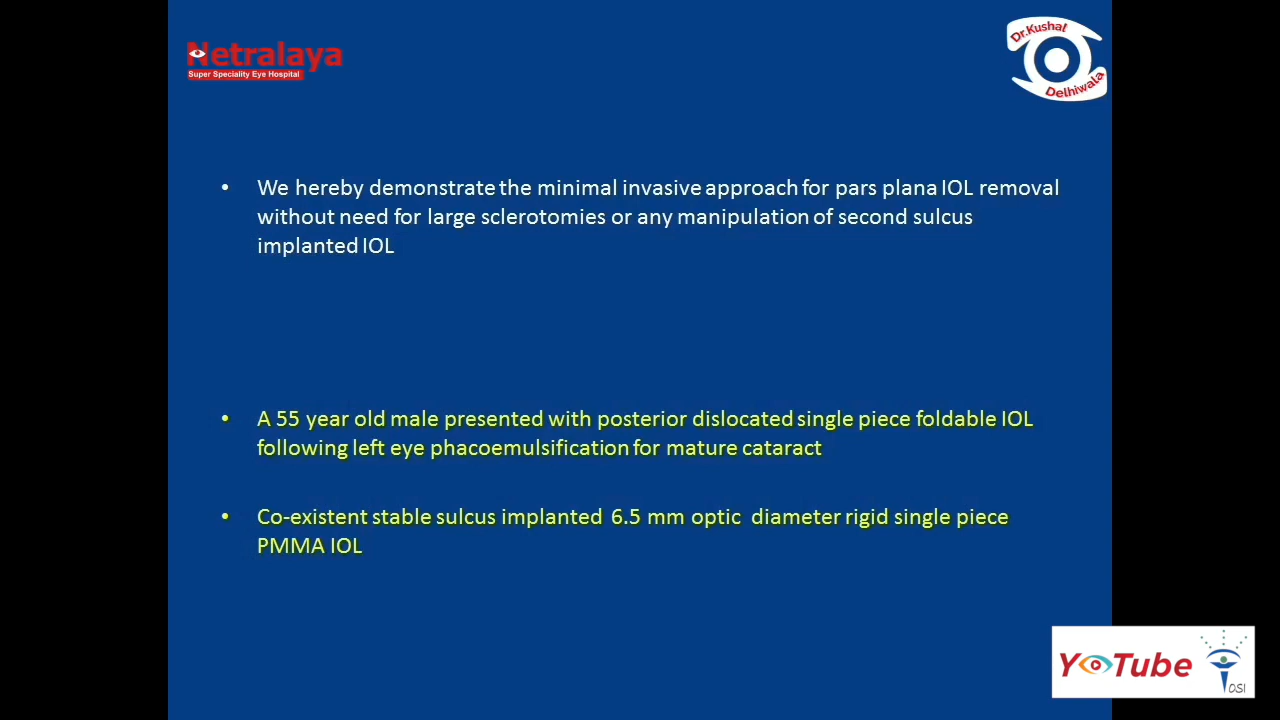 Netralaya
Super Speciality Eye Hospital
Dr.Kushal
Delhiwala
• We hereby demonstrate the minimal invasive approach for pars plana IOL removal
without need for large sclerotomies or any manipulation of second sulcus
implanted IOL
• A 55 year old male presented with posterior dislocated single piece foldable IOL
following left eye phacoemulsification for mature cataract
• Co-existent stable sulcus implanted 6.5 mm optic diameter rigid single piece
PMMA IOL
YoTube
OSI